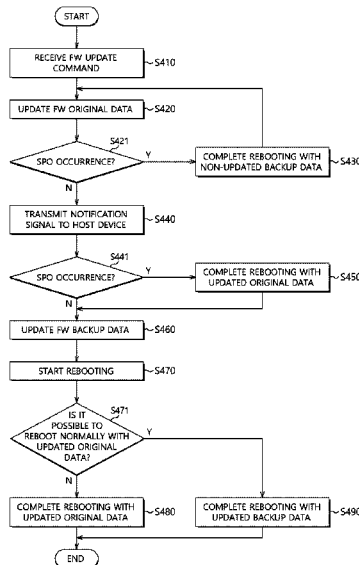 START
RECEIVE FW UPDATE
COMMAND
S410
UPDATE FW ORIGINAL DATA
S420
S421
SPO OCCURRENCE?
Y
N
COMPLETE REBOOTING WITH
NON-UPDATED BACKUP DATA
S430
TRANSMIT NOTIFICATION
SIGNAL TO HOST DEVICE
S440
S441
SPO OCCURRENCE?
Y
N
COMPLETE REBOOTING WITH
UPDATED ORIGINAL DATA
S450
UPDATE FW BACKUP DATA
S460
START REBOOTING
S470
S471
IS IT
POSSIBLE TO
REBOOT NORMALLY WITH
UPDATED ORIGINAL
DATA?
Y
N
COMPLETE REBOOTING WITH
UPDATED ORIGINAL DATA
S480
COMPLETE REBOOTING WITH
UPDATED BACKUP DATA
S490
END